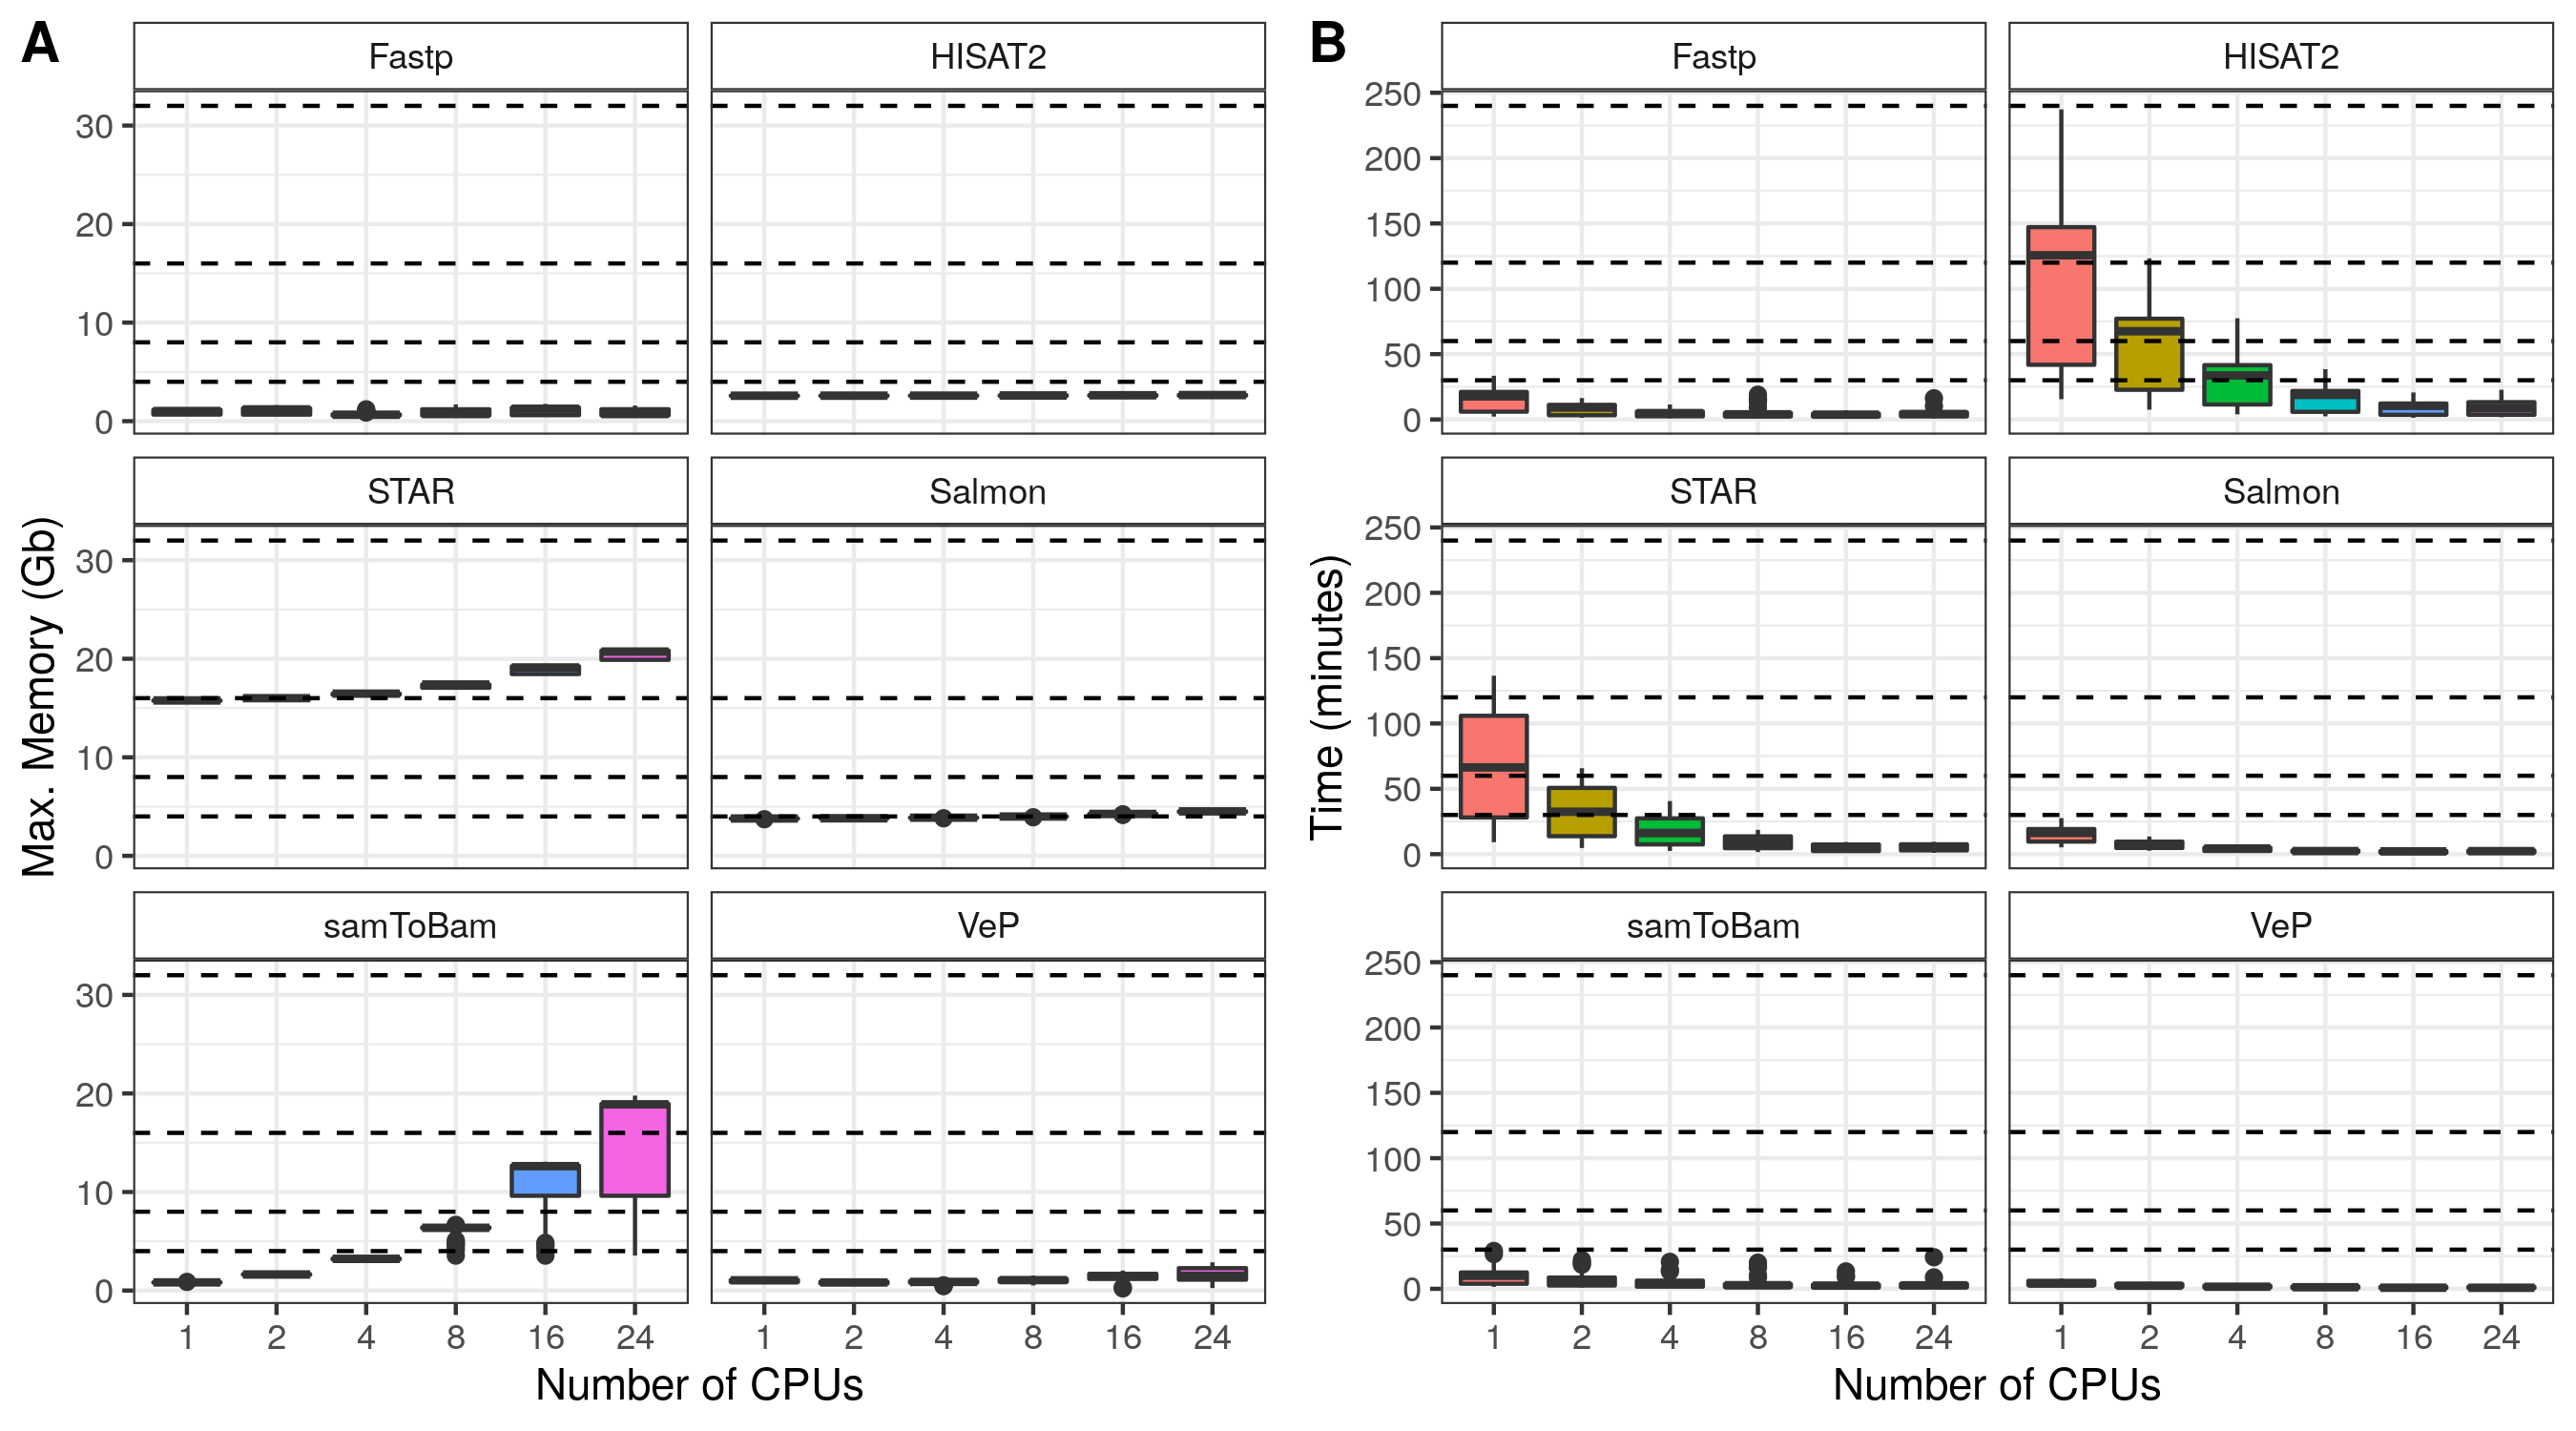 A
Fastp
HISAT2
30
20
10
0
STAR
Salmon
30
20
10
0
samToBam
VeP
30
20
10
0
1 2 4 8 16 24
1 2 4 8 16 24
Number of CPUs
Max. Memory (Gb)
B
Fastp
HISAT2
250
200
150
100
50
0
STAR
Salmon
250
200
150
100
50
0
samToBam
VeP
250
200
150
100
50
0
1 2 4 8 16 24
1 2 4 8 16 24
Number of CPUs
Time (minutes)